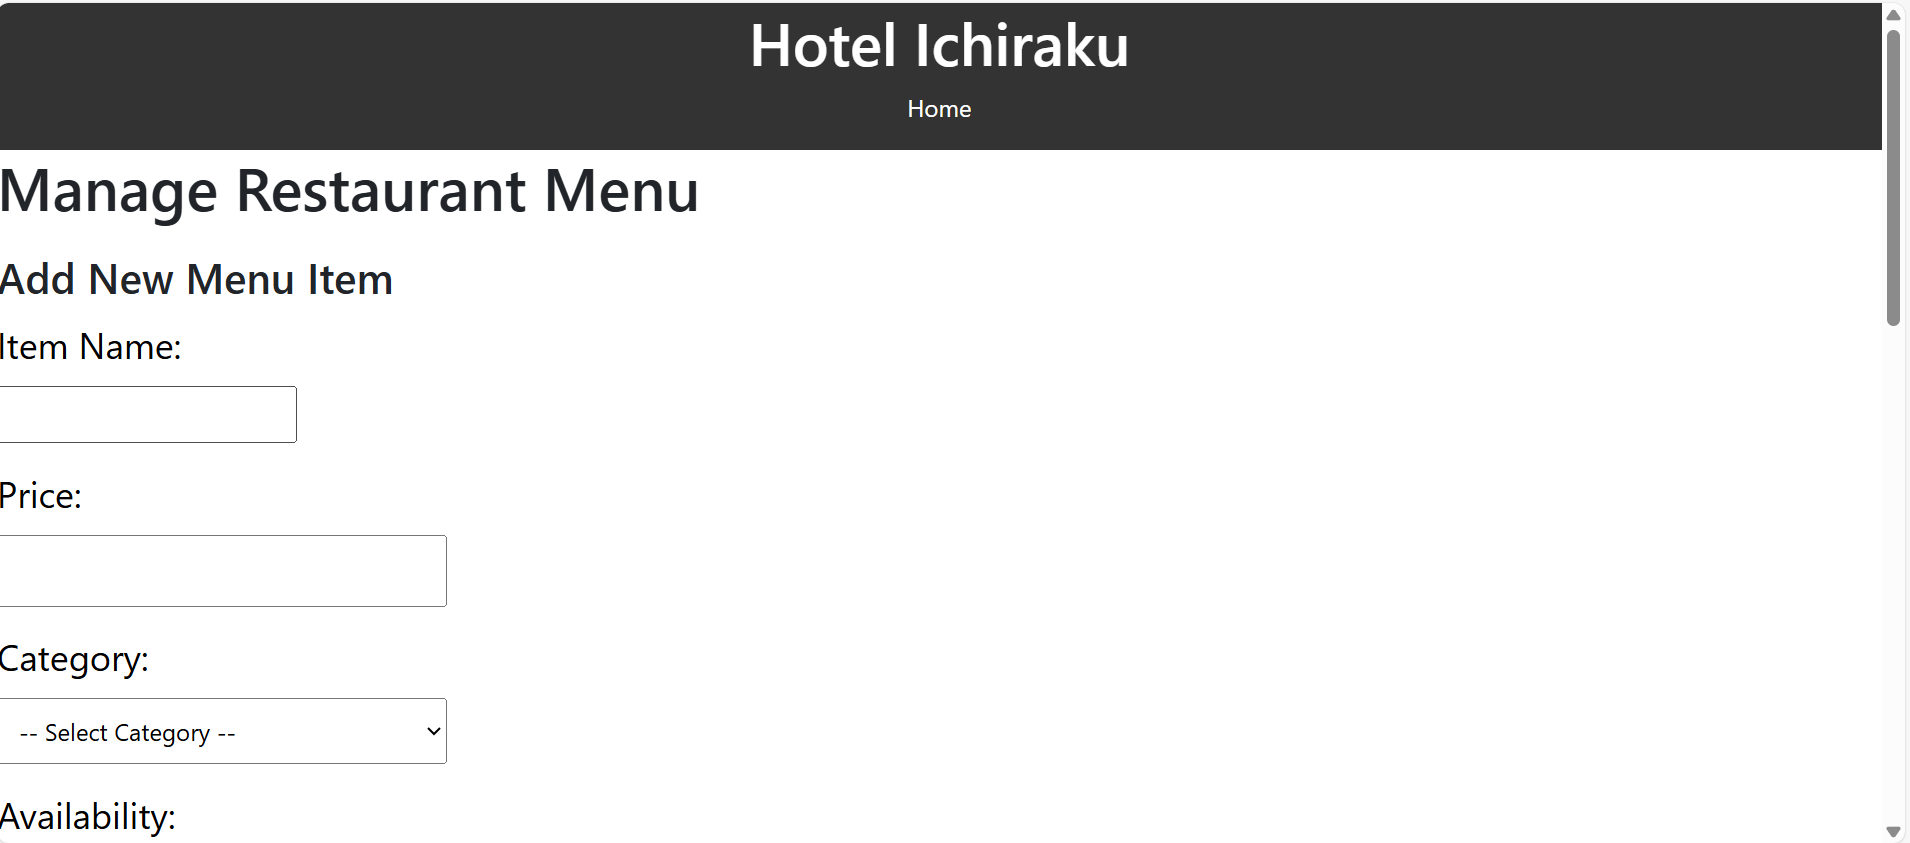 Hotel Ichiraku
Home
Manage Restaurant Menu
Add New Menu Item
Item Name:
Price:
Category:
-- Select Category --
Availability: